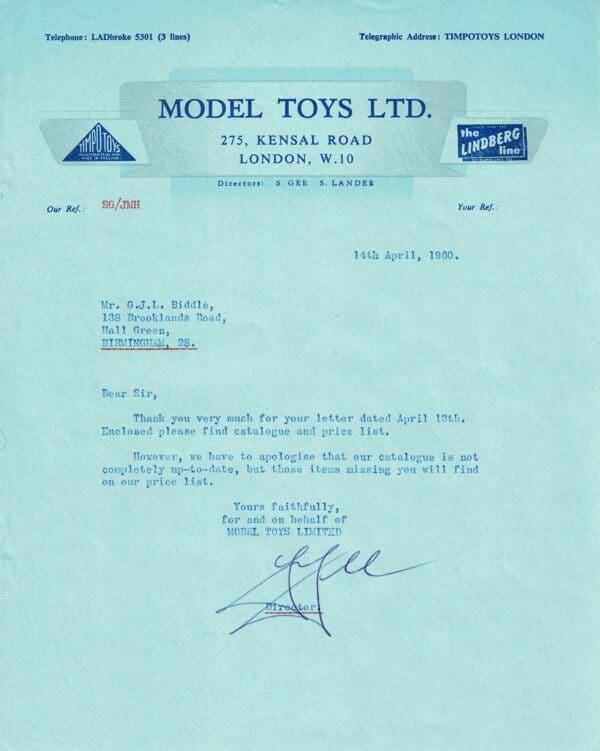 Telephone: LADbroke 5301 (3 lines)
Telegraphic Address: TIMPOTOYS LONDON
MODEL TOYS LTD.
275, KENSAL ROAD
LONDON, W.10
TIMPO TOYS
MADE IN ENGLAND
the
LINDBERG
line
Directors: S. GEE S. LANDER
Our Ref.: SG/JMH
Your Ref.:
14th April, 1960.
Mr. G.J.L. Biddle,
138 Brooklands Road,
Hall Green,
BIRMINGHAM, 28.
Dear Sir,
Thank you very much for your letter dated April 13th.
Enclosed please find catalogue and price list.
However, we have to apologise that our catalogue is not
completely up-to-date, but those items missing you will find
on our price list.
Yours faithfully,
for and on behalf of
MODEL TOYS LIMITED
S. Gee
Director.